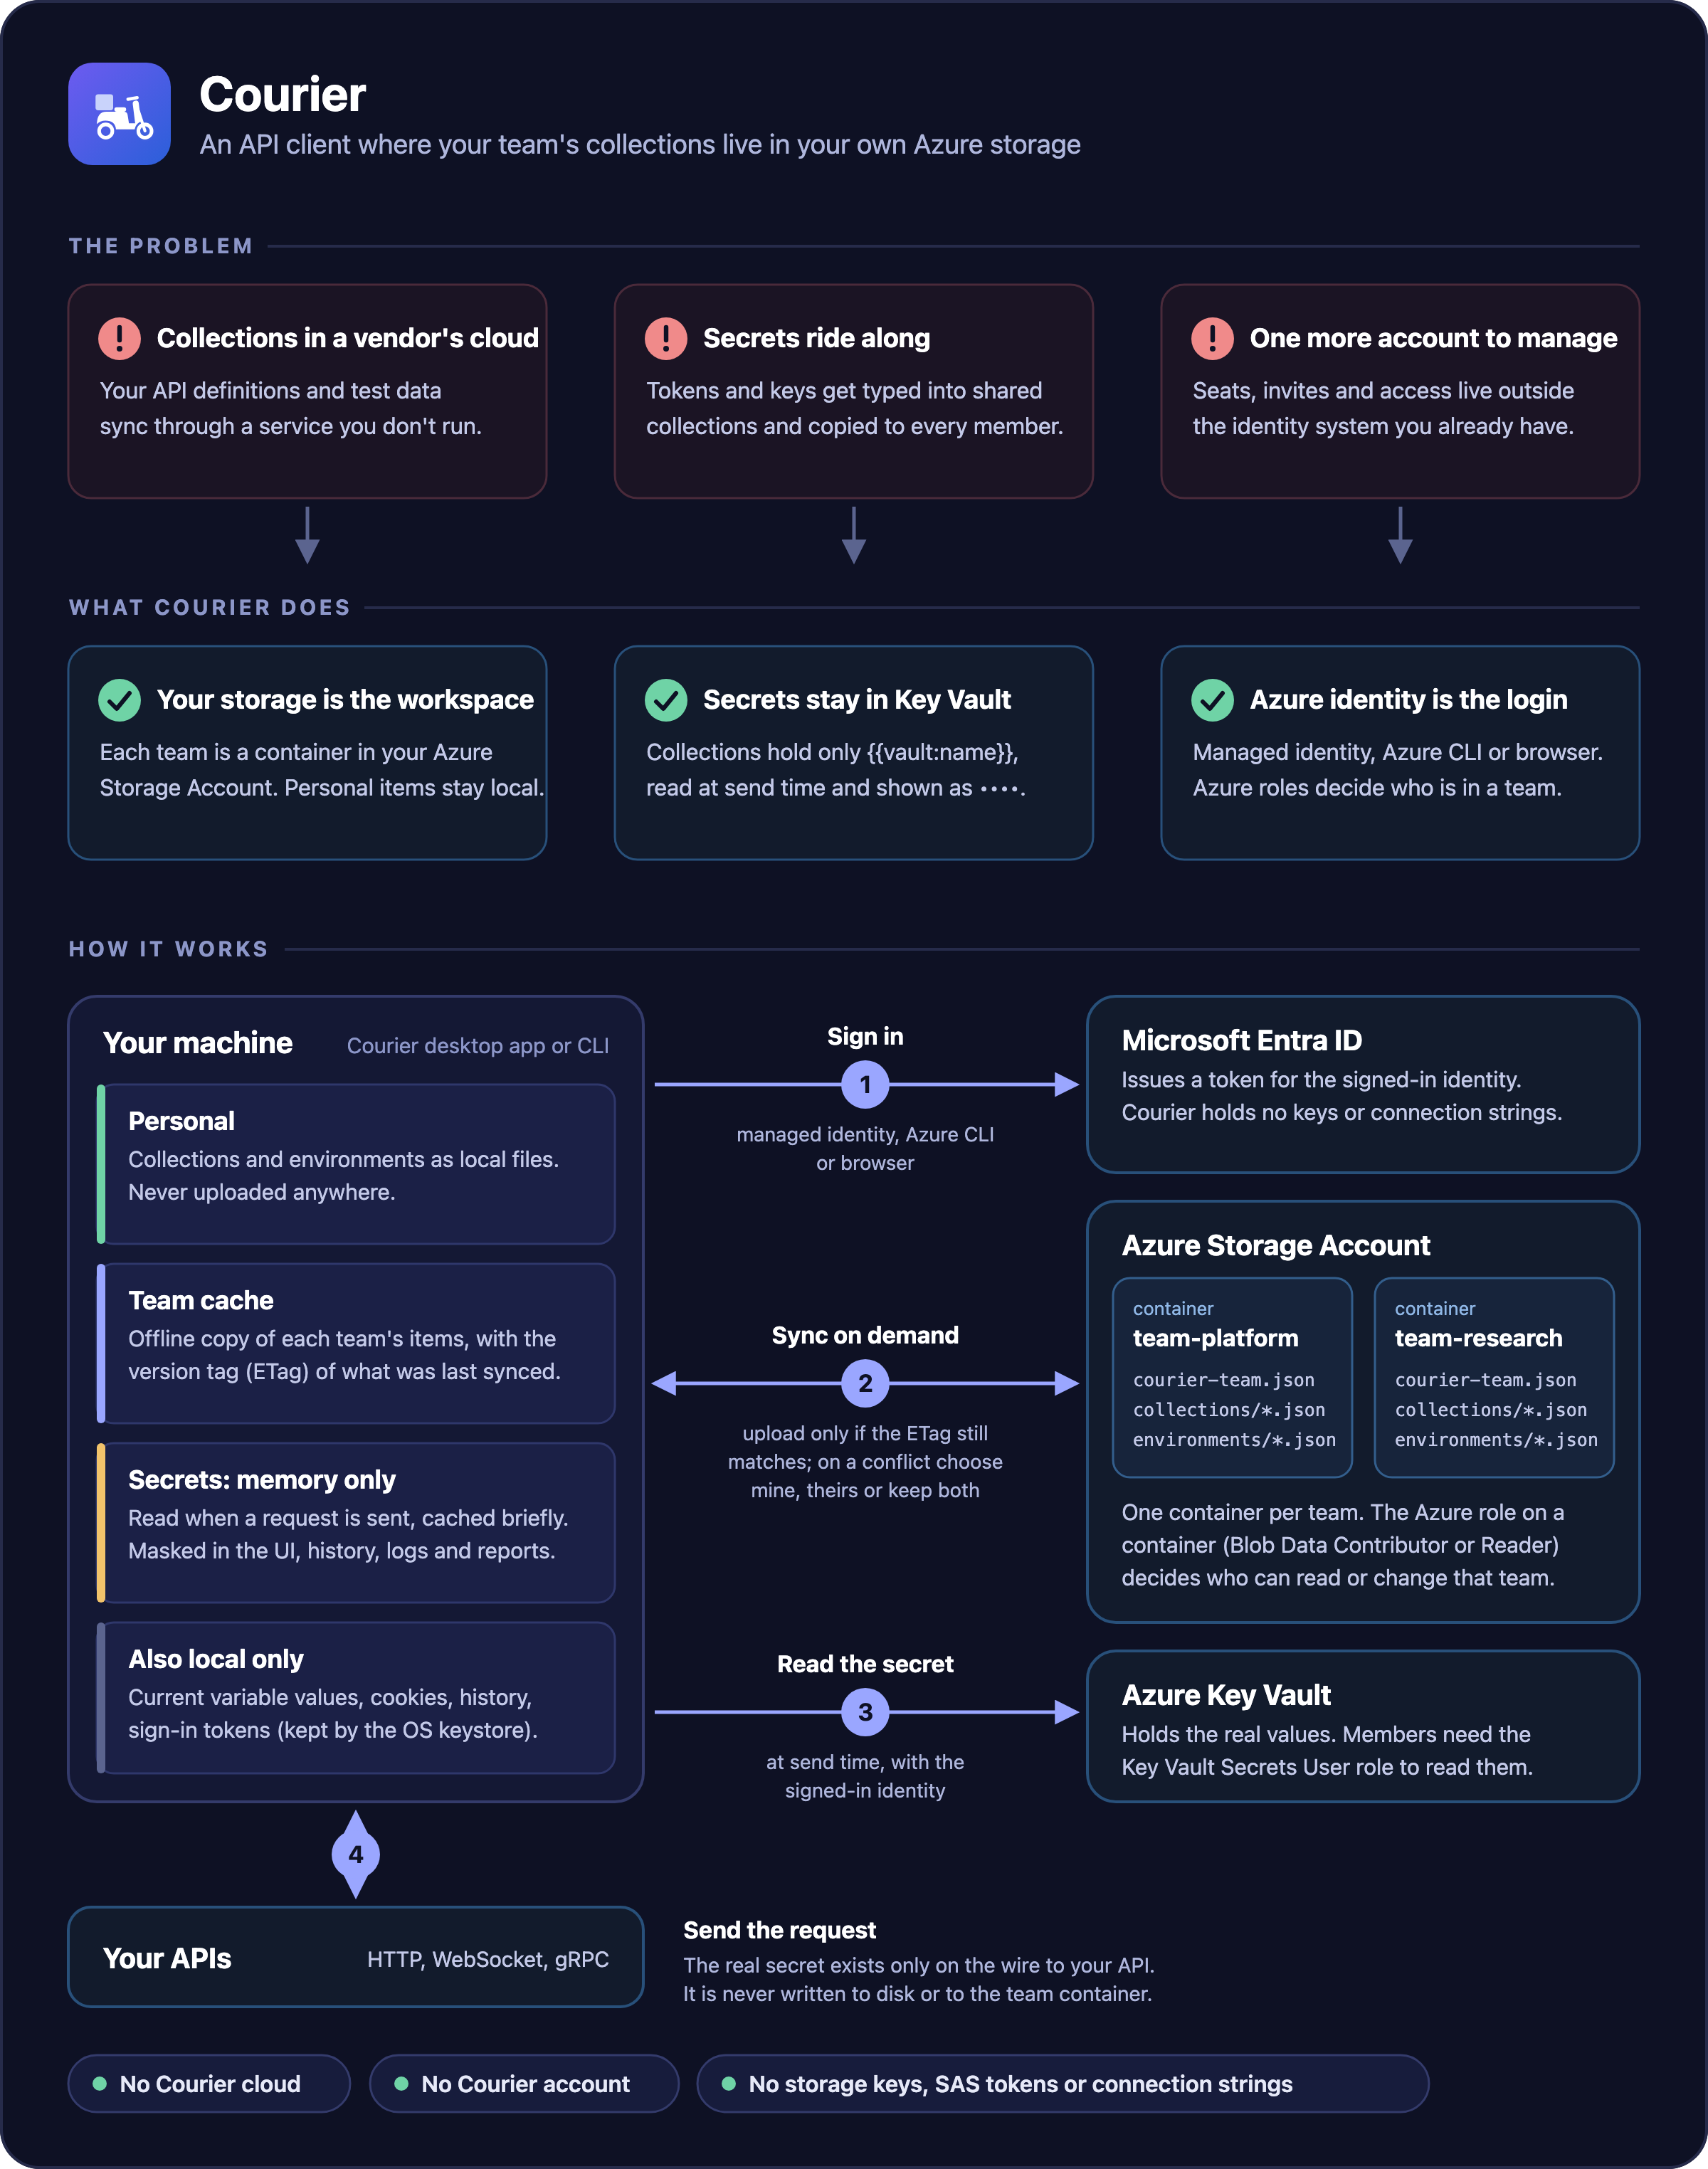 Courier
An API client where your team's collections live in your own Azure storage
THE PROBLEM
Collections in a vendor's cloud
Your API definitions and test data
sync through a service you don't run.
Secrets ride along
Tokens and keys get typed into shared
collections and copied to every member.
One more account to manage
Seats, invites and access live outside
the identity system you already have.
WHAT COURIER DOES
Your storage is the workspace
Each team is a container in your Azure
Storage Account. Personal items stay local.
Secrets stay in Key Vault
Collections hold only {{vault:name}},
read at send time and shown as ••••.
Azure identity is the login
Managed identity, Azure CLI or browser.
Azure roles decide who is in a team.
HOW IT WORKS
Your machine
Courier desktop app or CLI
Personal
Collections and environments as local files.
Never uploaded anywhere.
Team cache
Offline copy of each team's items, with the
version tag (ETag) of what was last synced.
Secrets: memory only
Read when a request is sent, cached briefly.
Masked in the UI, history, logs and reports.
Also local only
Current variable values, cookies, history,
sign-in tokens (kept by the OS keystore).
Sign in
1
managed identity, Azure CLI
or browser
Microsoft Entra ID
Issues a token for the signed-in identity.
Courier holds no keys or connection strings.
Sync on demand
2
upload only if the ETag still
matches; on a conflict choose
mine, theirs or keep both
Azure Storage Account
container
team-platform
courier-team.json
collections/*.json
environments/*.json
container
team-research
courier-team.json
collections/*.json
environments/*.json
One container per team. The Azure role on a
container (Blob Data Contributor or Reader)
decides who can read or change that team.
Read the secret
3
at send time, with the
signed-in identity
Azure Key Vault
Holds the real values. Members need the
Key Vault Secrets User role to read them.
4
Your APIs
HTTP, WebSocket, gRPC
Send the request
The real secret exists only on the wire to your API.
It is never written to disk or to the team container.
No Courier cloud
No Courier account
No storage keys, SAS tokens or connection strings